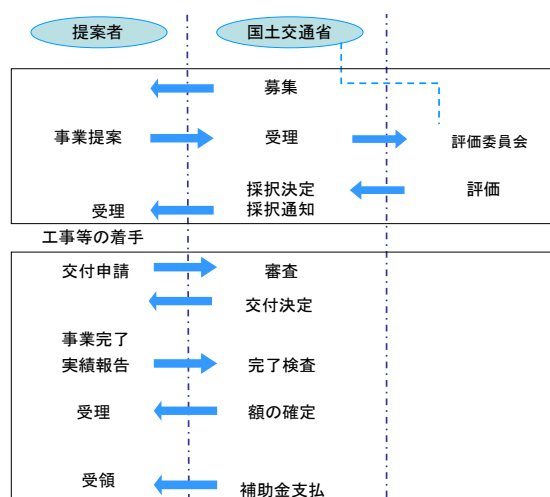 提案者 国土交通省
募集
事業提案 受理 評価委員会
採択決定 評価
受理 採択通知
工事等の着手
交付申請 審査
交付決定
事業完了
実績報告 完了検査
受理 額の確定
受領 補助金支払